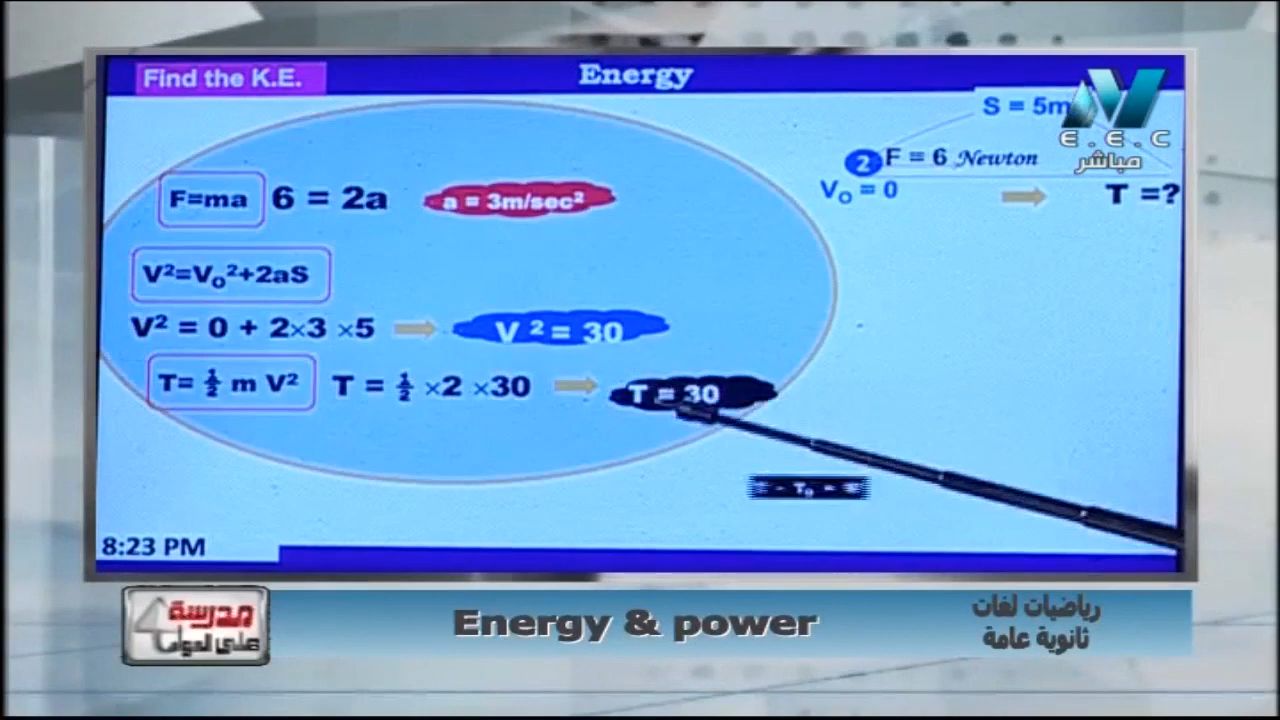 Find the K.E.
Energy
S = 5m
E . E . C
مباشر
2 F = 6 Newton
V₀ = 0
T =?
F=ma 6 = 2a a = 3m/sec²
V²=V₀²+2aS
V² = 0 + 2×3 ×5 V ² = 30
T= ½ m V² T = ½ ×2 ×30 T = 30
8:23 PM
مدرسة
على الهواء
Energy & power
رياضيات لغات
ثانوية عامة